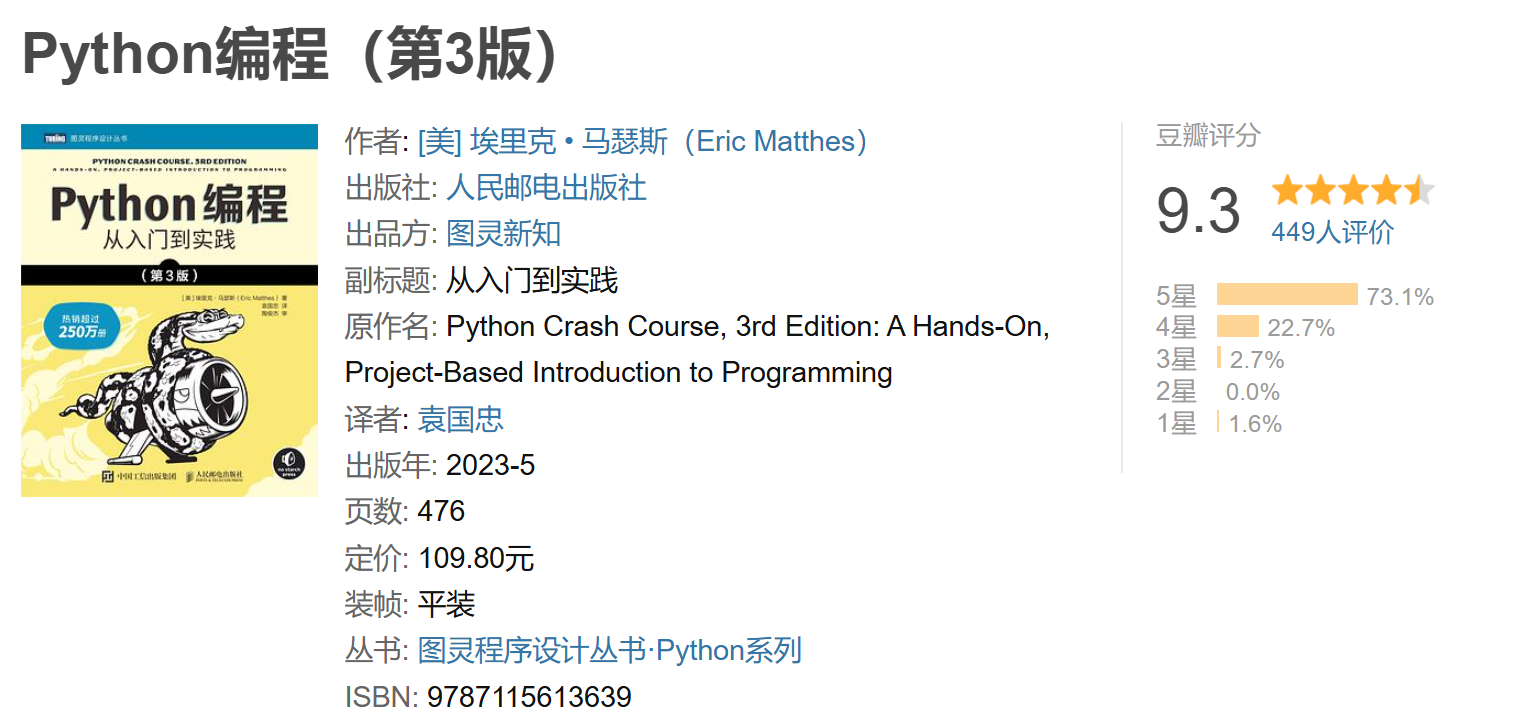 Python编程（第3版）
TURING 图灵程序设计丛书
PYTHON CRASH COURSE, 3RD EDITION
A HANDS-ON, PROJECT-BASED INTRODUCTION TO PROGRAMMING
Python编程
从入门到实践
（第3版）
[美] 埃里克·马瑟斯（Eric Matthes） 著
袁国忠 译
陶俊杰 审
热销超过
250万册
中国工信出版集团
人民邮电出版社
POSTS & TELECOM PRESS
no starch
press
作者: [美] 埃里克 • 马瑟斯（Eric Matthes）
出版社: 人民邮电出版社
出品方: 图灵新知
副标题: 从入门到实践
原作名: Python Crash Course, 3rd Edition: A Hands-On,
Project-Based Introduction to Programming
译者: 袁国忠
出版年: 2023-5
页数: 476
定价: 109.80元
装帧: 平装
丛书: 图灵程序设计丛书·Python系列
ISBN: 9787115613639
豆瓣评分
9.3
449人评价
5星 73.1%
4星 22.7%
3星 2.7%
2星 0.0%
1星 1.6%